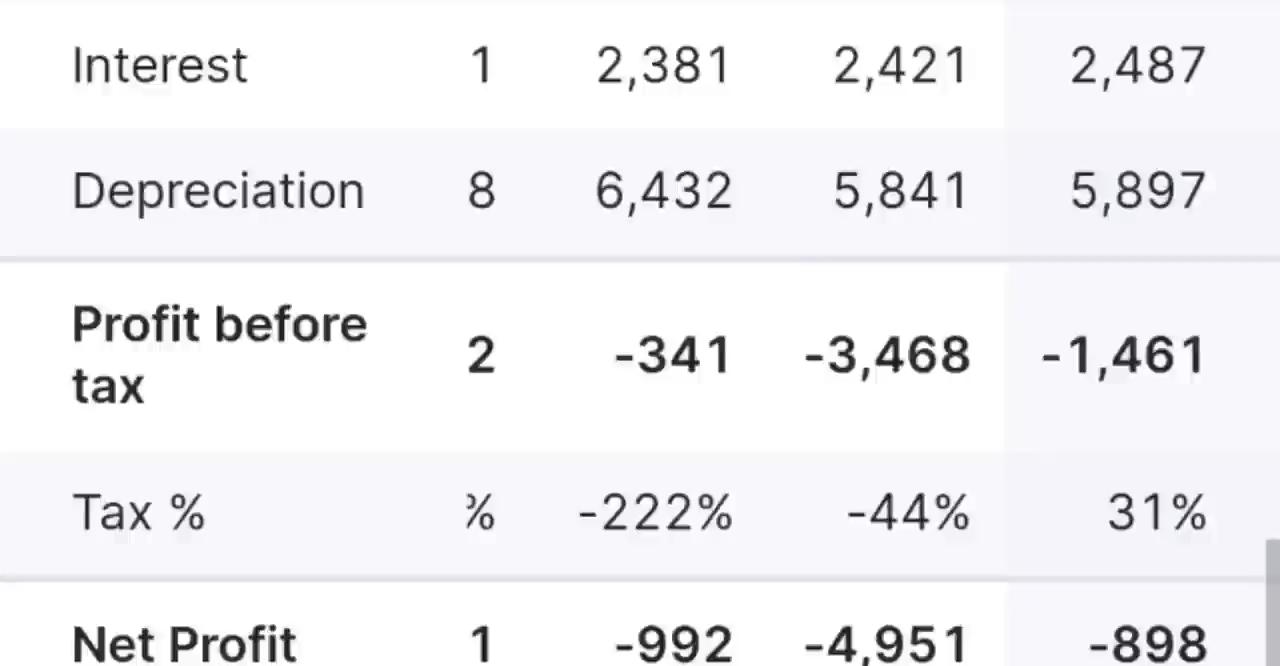 Interest 1 2,381 2,421 2,487
Depreciation 8 6,432 5,841 5,897
Profit before
tax 2 -341 -3,468 -1,461
Tax % % -222% -44% 31%
Net Profit 1 -992 -4,951 -898